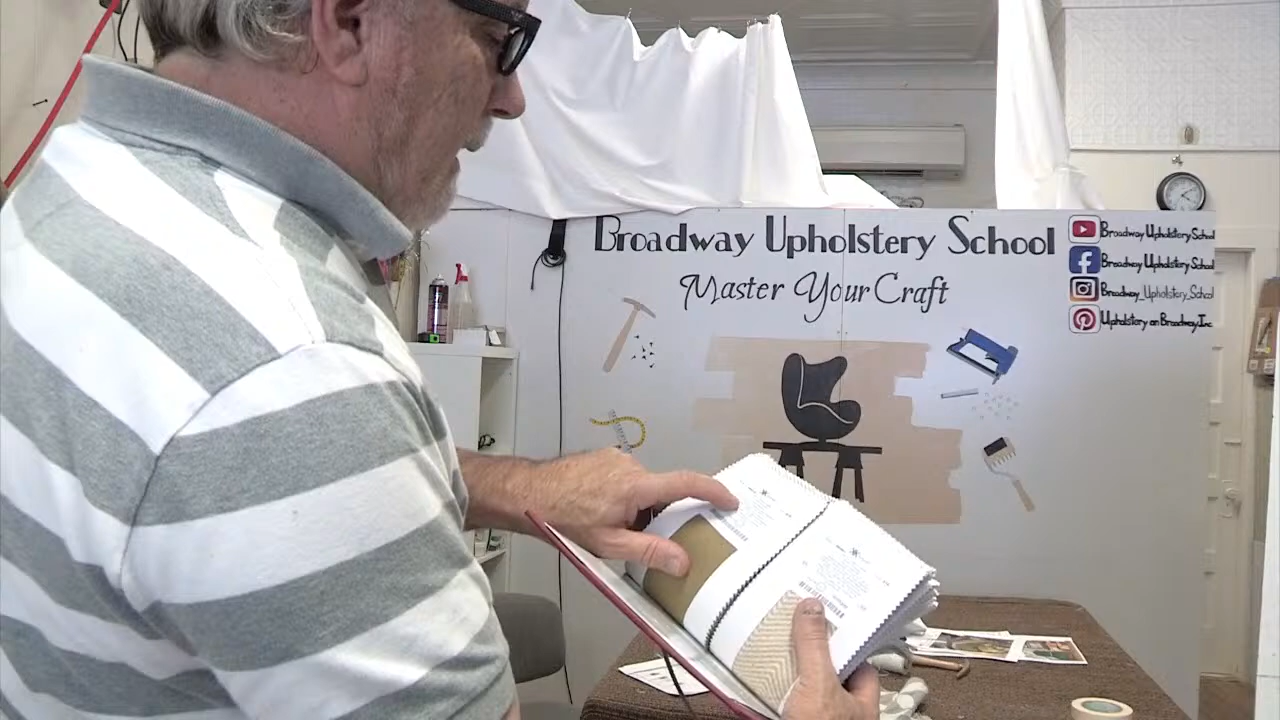 Broadway Upholstery School
Master Your Craft
Broadway Upholstery School
Broadway Upholstery School
Broadway_Upholstery_School
Upholstery on Broadway.Inc